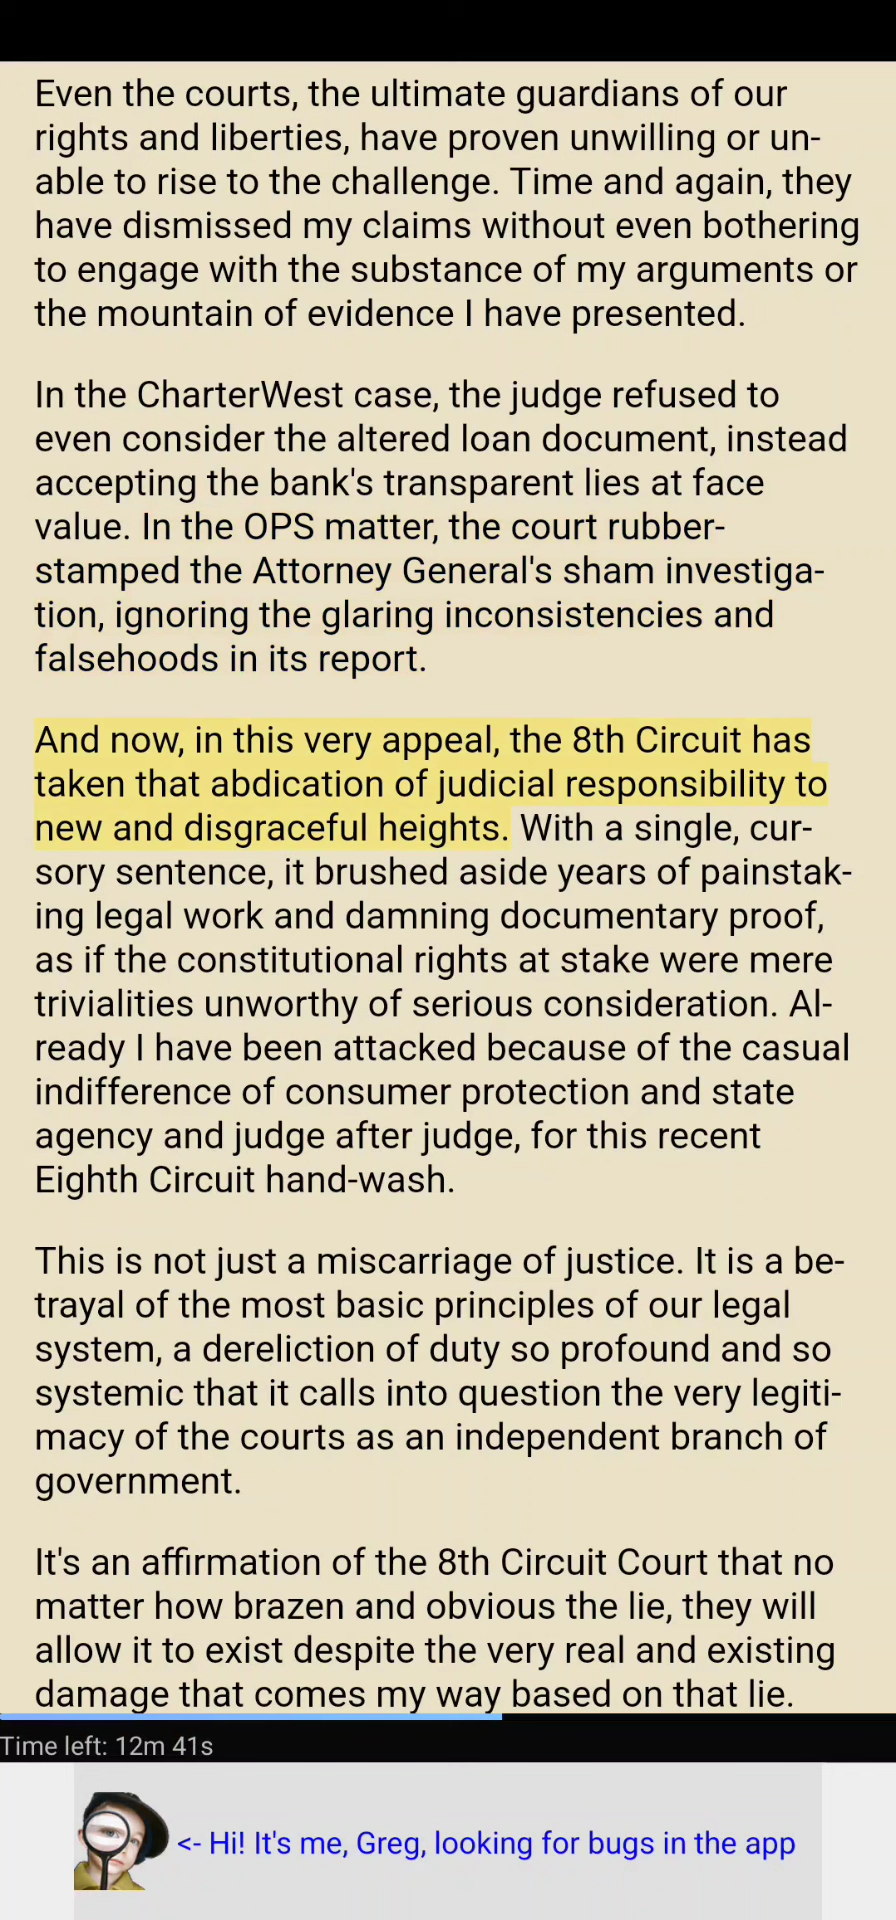 Even the courts, the ultimate guardians of our
rights and liberties, have proven unwilling or un-
able to rise to the challenge. Time and again, they
have dismissed my claims without even bothering
to engage with the substance of my arguments or
the mountain of evidence I have presented.
In the CharterWest case, the judge refused to
even consider the altered loan document, instead
accepting the bank's transparent lies at face
value. In the OPS matter, the court rubber-
stamped the Attorney General's sham investiga-
tion, ignoring the glaring inconsistencies and
falsehoods in its report.
And now, in this very appeal, the 8th Circuit has
taken that abdication of judicial responsibility to
new and disgraceful heights. With a single, cur-
sory sentence, it brushed aside years of painstak-
ing legal work and damning documentary proof,
as if the constitutional rights at stake were mere
trivialities unworthy of serious consideration. Al-
ready I have been attacked because of the casual
indifference of consumer protection and state
agency and judge after judge, for this recent
Eighth Circuit hand-wash.
This is not just a miscarriage of justice. It is a be-
trayal of the most basic principles of our legal
system, a dereliction of duty so profound and so
systemic that it calls into question the very legiti-
macy of the courts as an independent branch of
government.
It's an affirmation of the 8th Circuit Court that no
matter how brazen and obvious the lie, they will
allow it to exist despite the very real and existing
damage that comes my way based on that lie.
Time left: 12m 41s
<- Hi! It's me, Greg, looking for bugs in the app